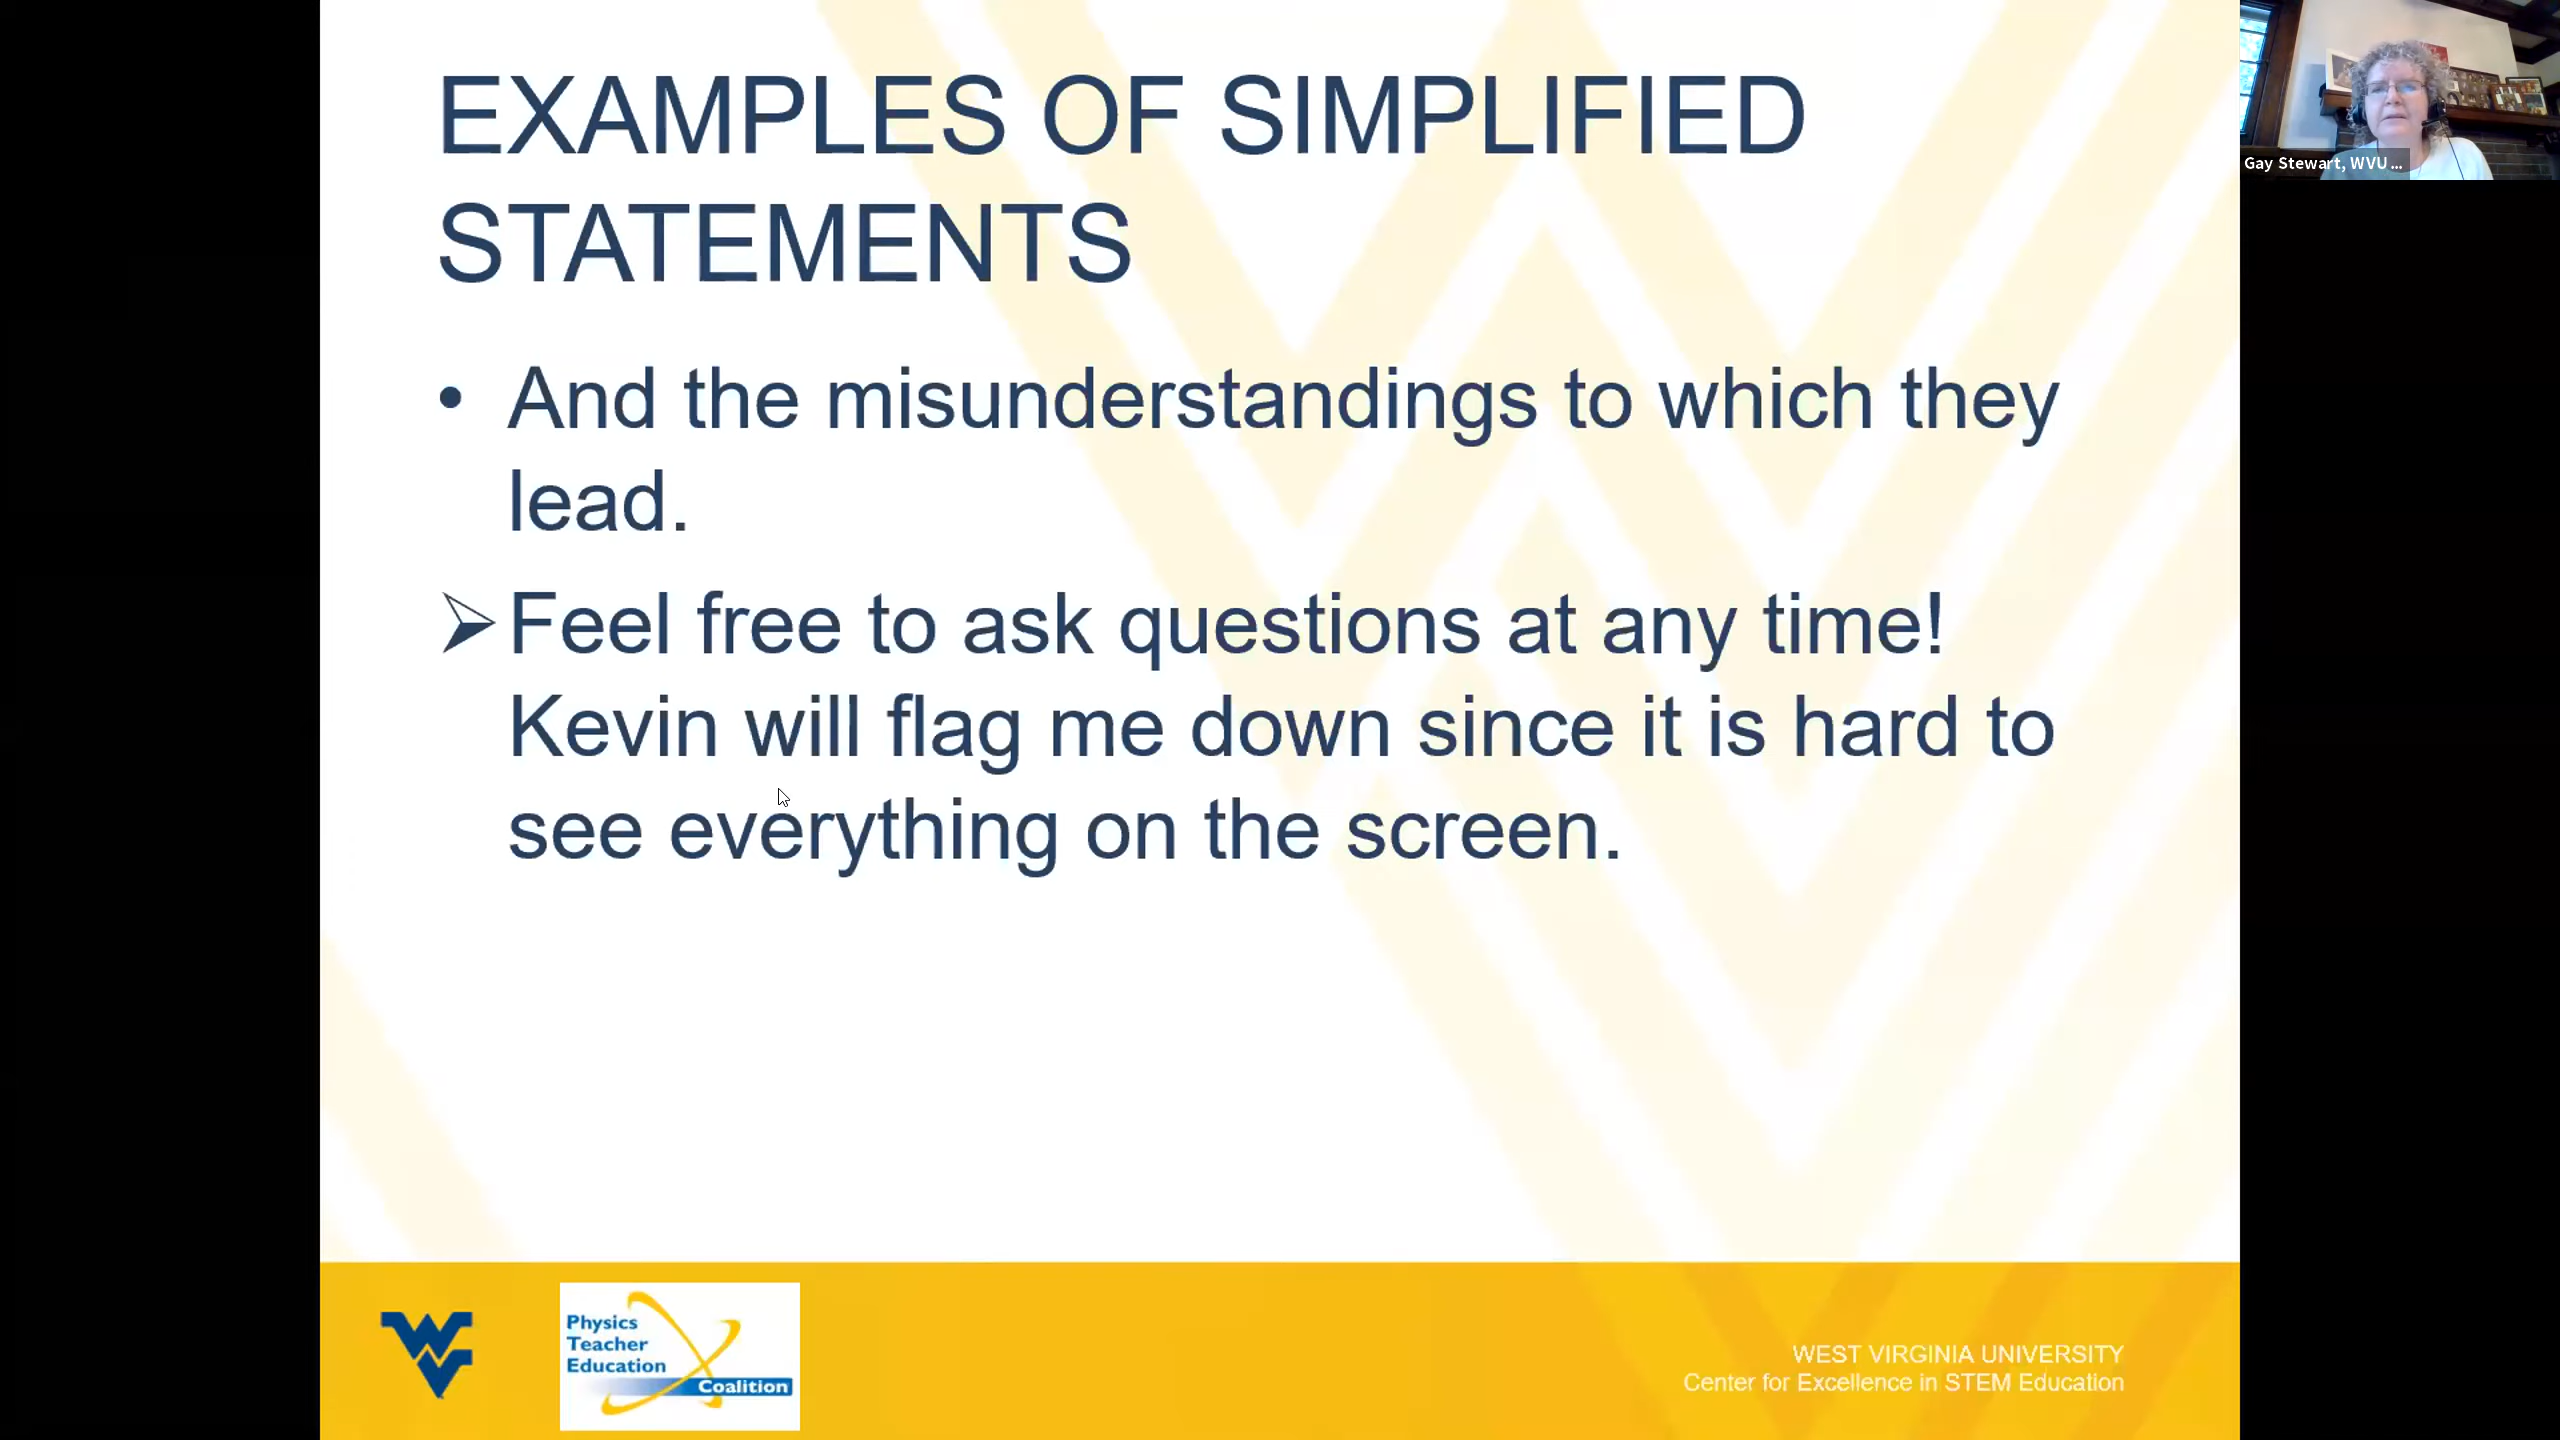 EXAMPLES OF SIMPLIFIED
STATEMENTS
• And the misunderstandings to which they
lead.
➢ Feel free to ask questions at any time!
Kevin will flag me down since it is hard to
see everything on the screen.
Gay Stewart, WVU ...
WV
Physics
Teacher
Education
Coalition
WEST VIRGINIA UNIVERSITY
Center for Excellence in STEM Education